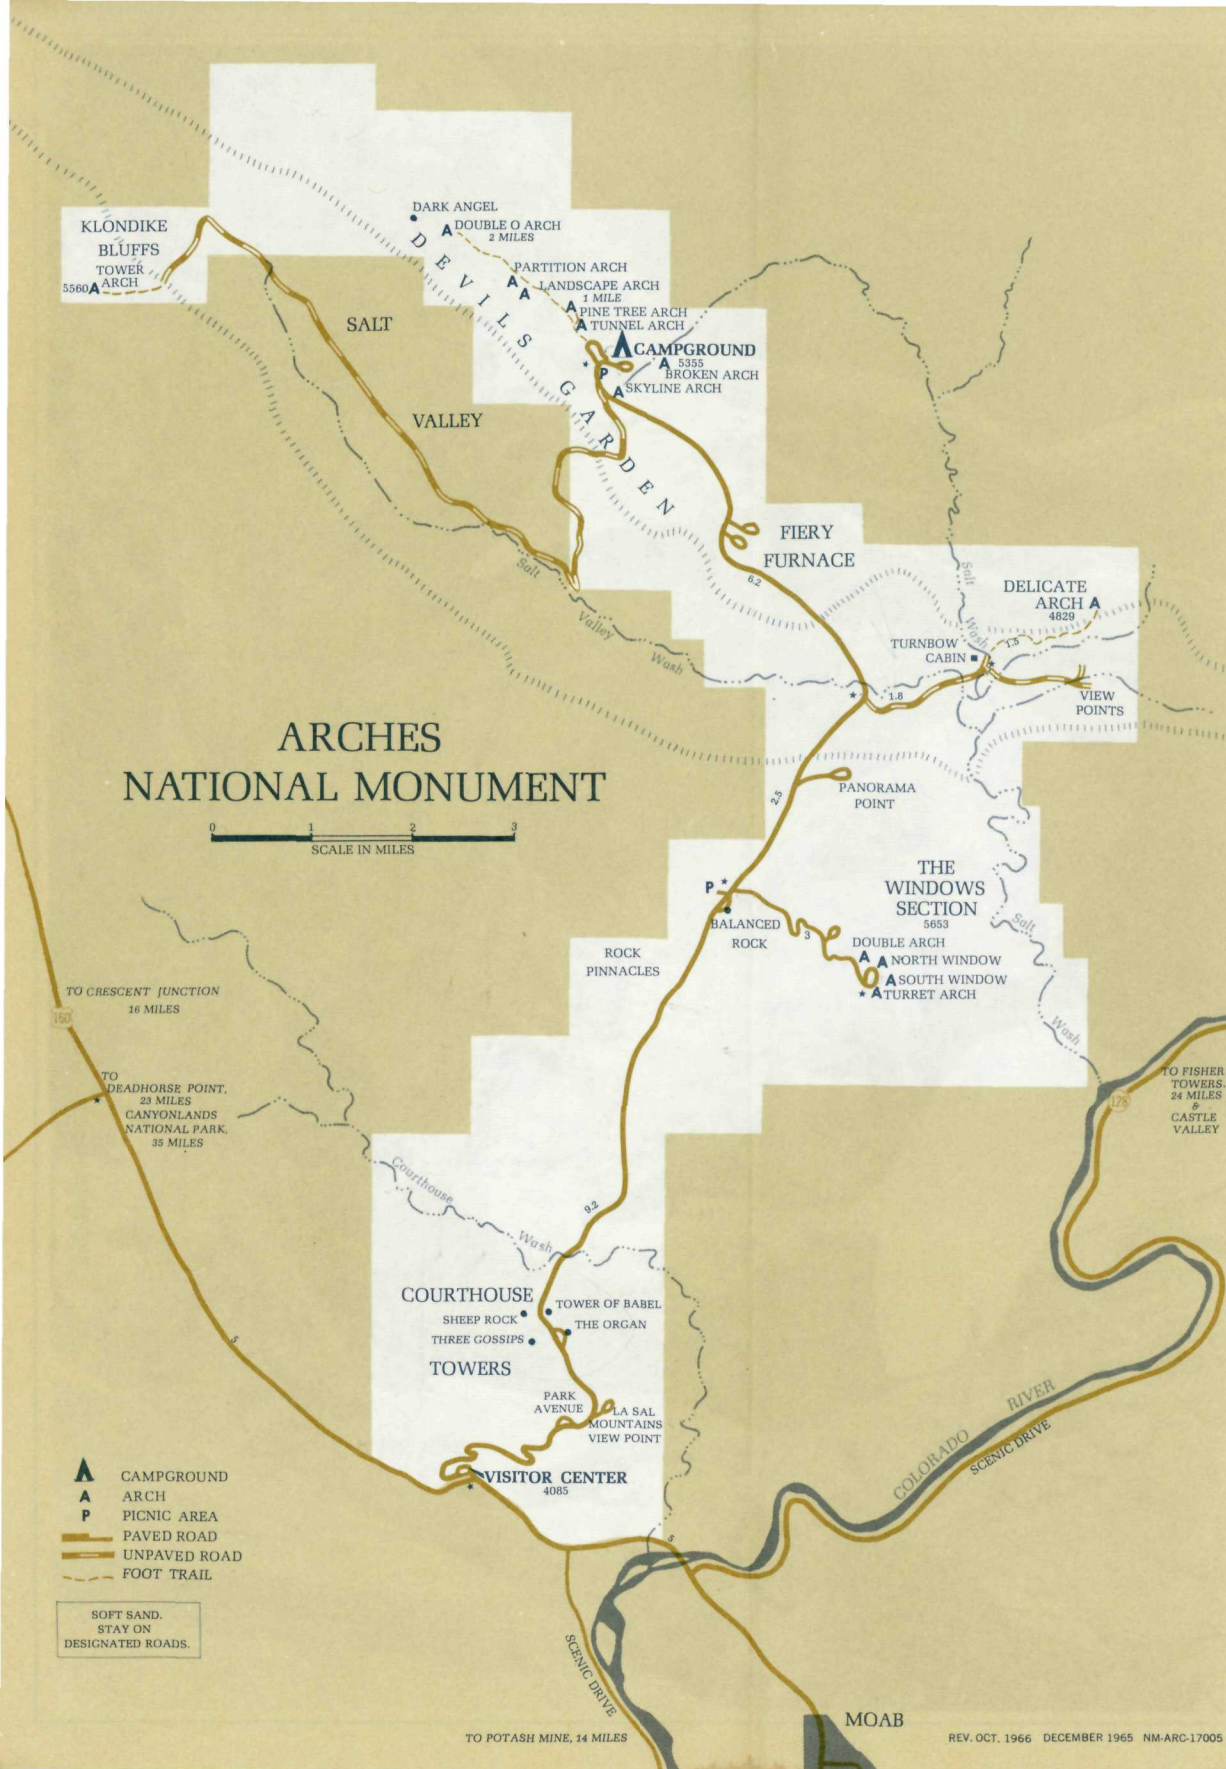 DARK ANGEL
DOUBLE O ARCH
2 MILES
KLONDIKE
BLUFFS
TOWER
ARCH
5560 A
DEVILS GARDEN
PARTITION ARCH
LANDSCAPE ARCH
1 MILE
PINE TREE ARCH
TUNNEL ARCH
SALT
VALLEY
CAMPGROUND
5355
BROKEN ARCH
P
SKYLINE ARCH
FIERY
FURNACE
6.2
Salt
Valley
Wash
Salt
Wash
DELICATE
ARCH A
4829
1.5
TURNBOW
CABIN
1.8
VIEW
POINTS
ARCHES
NATIONAL MONUMENT
0 1 2 3
SCALE IN MILES
PANORAMA
POINT
2.5
THE
WINDOWS
SECTION
5653
P
BALANCED
ROCK
3
DOUBLE ARCH
A A NORTH WINDOW
A SOUTH WINDOW
A TURRET ARCH
ROCK
PINNACLES
Salt
Wash
TO CRESCENT JUNCTION
16 MILES
160
TO
DEADHORSE POINT,
23 MILES
CANYONLANDS
NATIONAL PARK,
35 MILES
TO FISHER
TOWERS,
24 MILES
&
CASTLE
VALLEY
128
Courthouse
Wash
9.2
COURTHOUSE
TOWERS
SHEEP ROCK
THREE GOSSIPS
TOWER OF BABEL
THE ORGAN
5
PARK
AVENUE
LA SAL
MOUNTAINS
VIEW POINT
VISITOR CENTER
4085
COLORADO RIVER
SCENIC DRIVE
5
CAMPGROUND
A ARCH
P PICNIC AREA
PAVED ROAD
UNPAVED ROAD
FOOT TRAIL
SOFT SAND.
STAY ON
DESIGNATED ROADS.
SCENIC DRIVE
TO POTASH MINE, 14 MILES
MOAB
REV. OCT. 1966 DECEMBER 1965 NM-ARC-17005